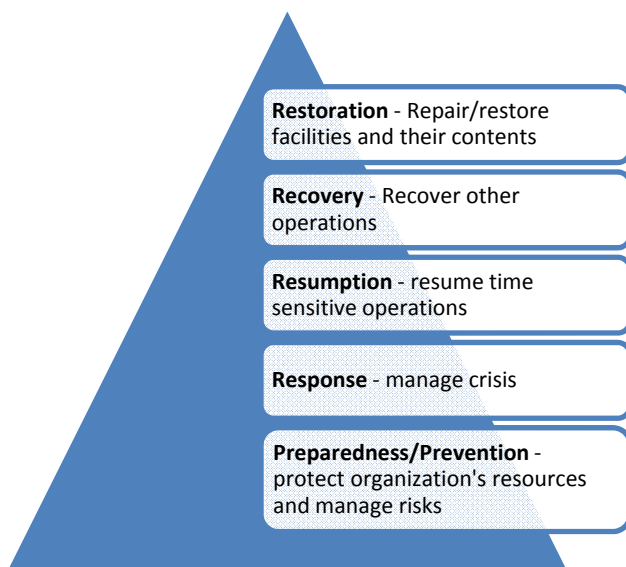 Restoration - Repair/restore
facilities and their contents
Recovery - Recover other
operations
Resumption - resume time
sensitive operations
Response - manage crisis
Preparedness/Prevention -
protect organization's resources
and manage risks